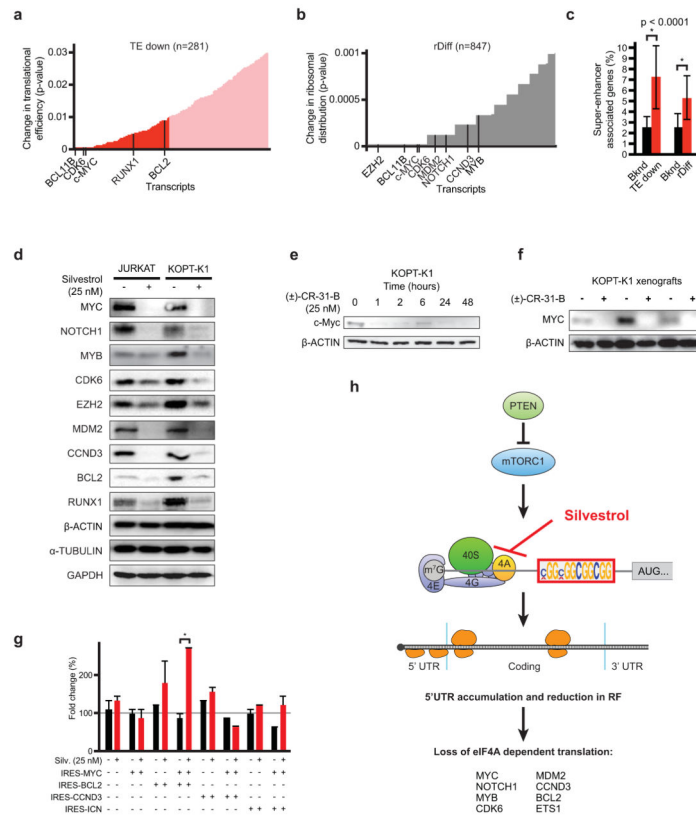 a
TE down (n=281)
Change in translational
efficiency (p-value)
0.03
0.02
0.01
0
BCL11B
CDK6
c-MYC
RUNX1
BCL2
Transcripts
b
rDiff (n=847)
Change in ribosomal
distribution (p-value)
0.001
0.0005
0
EZH2
BCL11B
c-MYC
CDK6
MDM2
NOTCH1
CCND3
MYB
Transcripts
c
p < 0.0001
Super-enhancer
associated genes (%)
10
9
8
7
6
5
4
3
2
1
0
*
*
Bknd
TE down
Bknd
rDiff
d
JURKAT KOPT-K1
Silvestrol
(25 nM)
- + - +
MYC
NOTCH1
MYB
CDK6
EZH2
MDM2
CCND3
BCL2
RUNX1
β-ACTIN
α-TUBULIN
GAPDH
e
KOPT-K1
Time (hours)
(±)-CR-31-B
(25 nM)
0 1 2 6 24 48
c-Myc
β-ACTIN
f
KOPT-K1 xenografts
(±)-CR-31-B - + - + - +
MYC
β-ACTIN
g
Fold change (%)
200
100
0
*
Silv. (25 nM) - + - + - + - + - + - + - + - +
IRES-MYC - - + + - - + + - - + + - - + +
IRES-BCL2 - - - - + + + + - - - - - - - -
IRES-CCND3 - - - - - - - - + + + + - - - -
IRES-ICN - - - - - - - - - - - - + + + +
h
PTEN
mTORC1
Silvestrol
40S
m7G
4E
4G
4A
CGGCGGCGGCGG
AUG...
5' UTR
Coding
3' UTR
5'UTR accumulation and reduction in RF
Loss of eIF4A dependent translation:
MYC MDM2
NOTCH1 CCND3
MYB BCL2
CDK6 ETS1